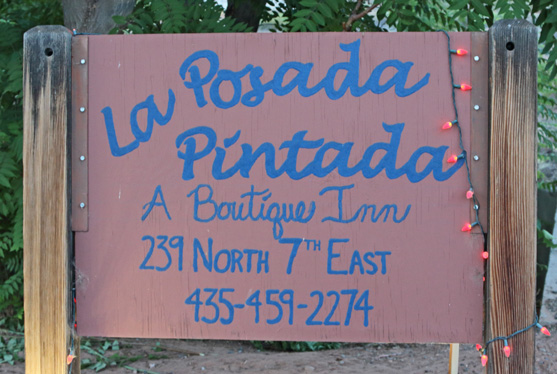 La Posada
Pintada
A Boutique Inn
239 North 7TH East
435-459-2274